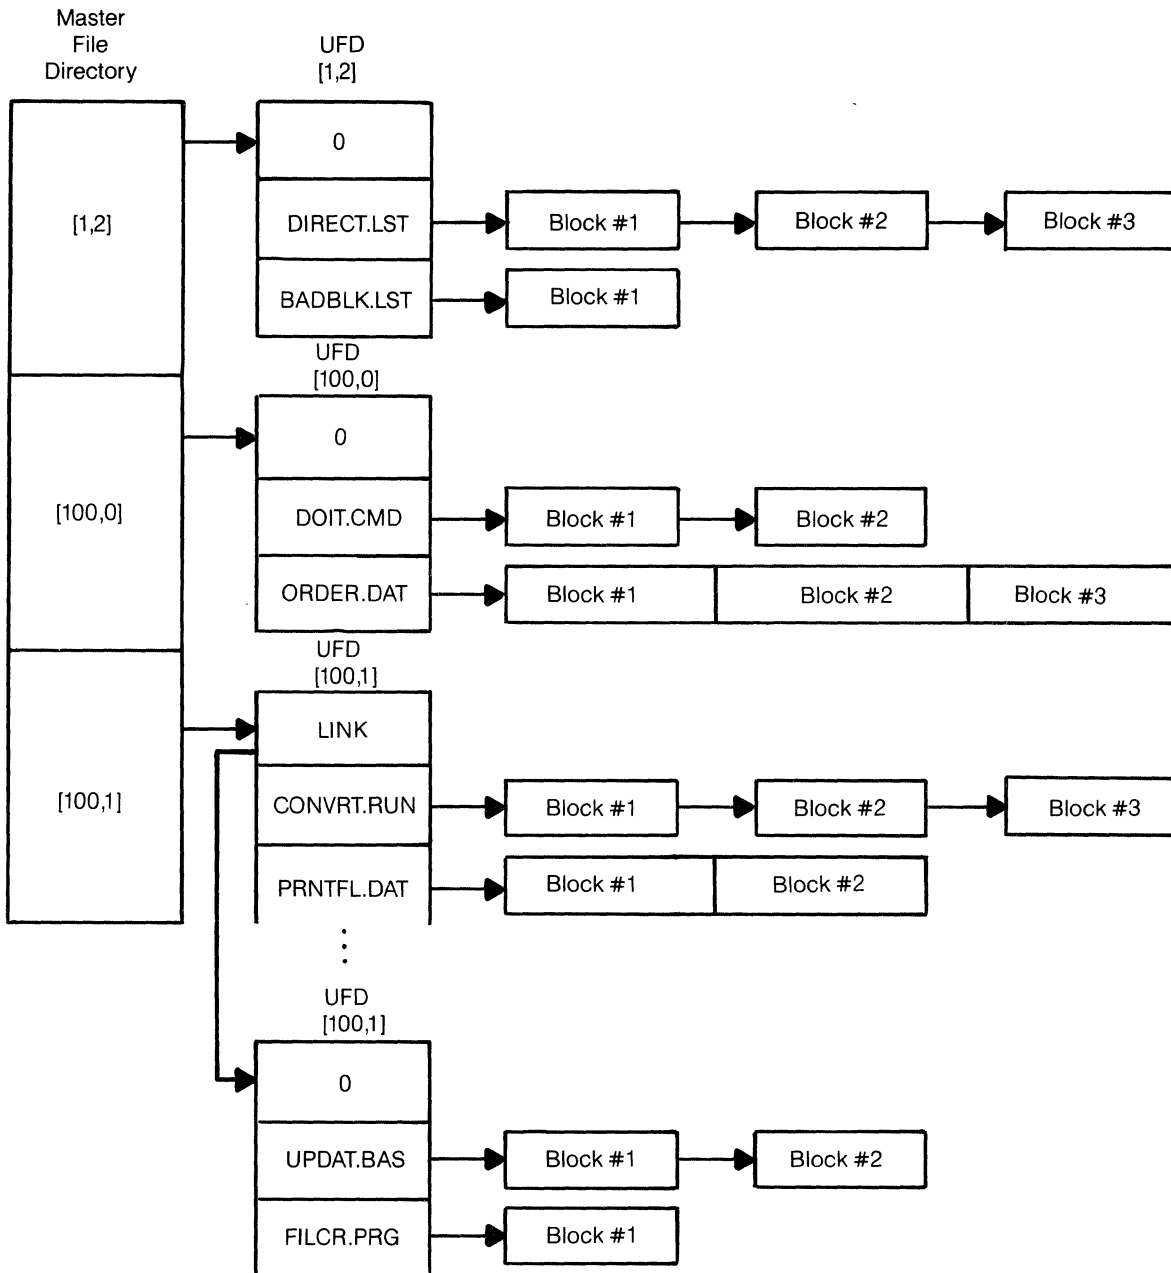 Master
File
Directory
UFD
[1,2]
0
[1,2]
DIRECT.LST
Block #1
Block #2
Block #3
BADBLK.LST
Block #1
UFD
[100,0]
0
[100,0]
DOIT.CMD
Block #1
Block #2
ORDER.DAT
Block #1
Block #2
Block #3
UFD
[100,1]
LINK
[100,1]
CONVRT.RUN
Block #1
Block #2
Block #3
PRNTFL.DAT
Block #1
Block #2
UFD
[100,1]
0
UPDAT.BAS
Block #1
Block #2
FILCR.PRG
Block #1